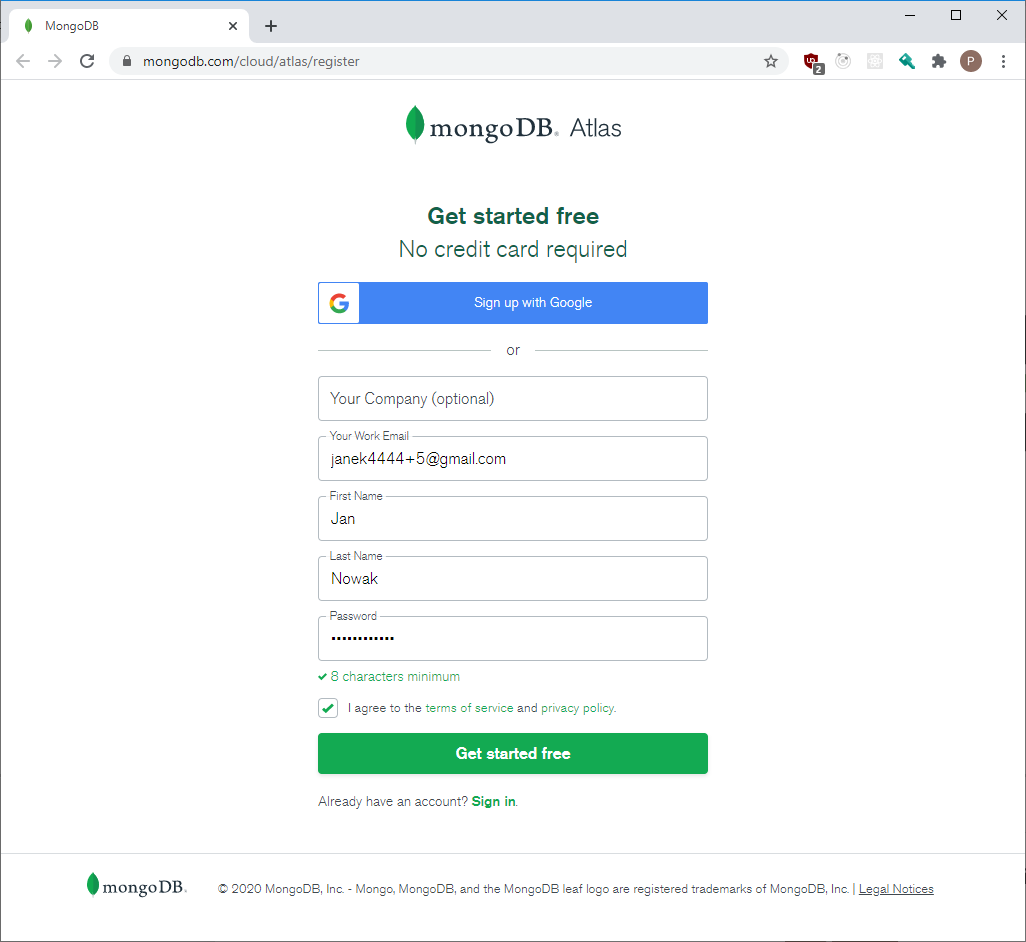 MongoDB
mongodb.com/cloud/atlas/register
2
P
mongoDB® Atlas
Get started free
No credit card required
G
Sign up with Google
or
Your Company (optional)
Your Work Email
janek4444+5@gmail.com
First Name
Jan
Last Name
Nowak
Password
••••••••••••
8 characters minimum
I agree to the terms of service and privacy policy.
Get started free
Already have an account? Sign in.
mongoDB® © 2020 MongoDB, Inc. - Mongo, MongoDB, and the MongoDB leaf logo are registered trademarks of MongoDB, Inc. | Legal Notices